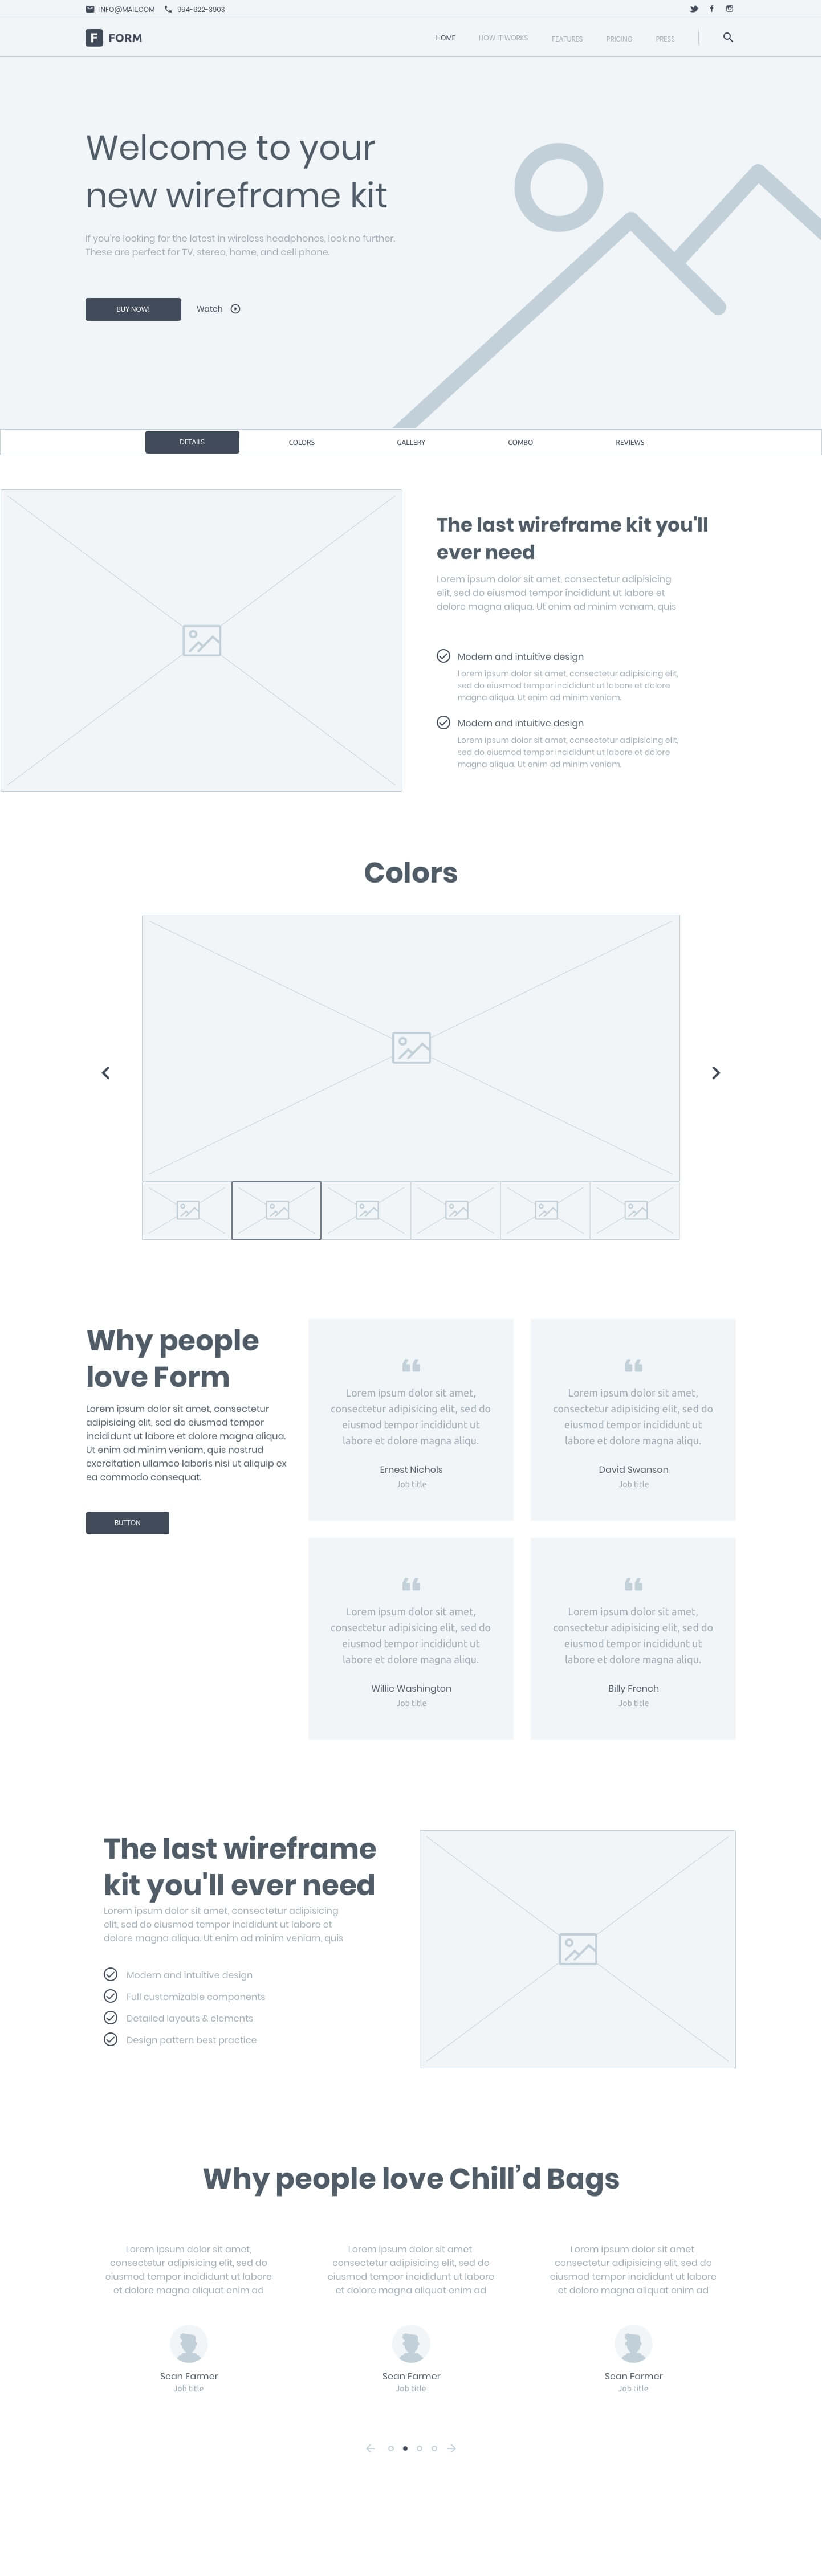 INFO@MAIL.COM 964-622-3903
F FORM
HOME HOW IT WORKS FEATURES PRICING PRESS
Welcome to your
new wireframe kit
If you're looking for the latest in wireless headphones, look no further.
These are perfect for TV, stereo, home, and cell phone.
BUY NOW! Watch
DETAILS COLORS GALLERY COMBO REVIEWS
The last wireframe kit you'll
ever need
Lorem ipsum dolor sit amet, consectetur adipisicing
elit, sed do eiusmod tempor incididunt ut labore et
dolore magna aliqua. Ut enim ad minim veniam, quis
Modern and intuitive design
Lorem ipsum dolor sit amet, consectetur adipisicing elit,
sed do eiusmod tempor incididunt ut labore et dolore
magna aliqua. Ut enim ad minim veniam.
Modern and intuitive design
Lorem ipsum dolor sit amet, consectetur adipisicing elit,
sed do eiusmod tempor incididunt ut labore et dolore
magna aliqua. Ut enim ad minim veniam.
Colors
Why people
love Form
Lorem ipsum dolor sit amet, consectetur
adipisicing elit, sed do eiusmod tempor
incididunt ut labore et dolore magna aliqua.
Ut enim ad minim veniam, quis nostrud
exercitation ullamco laboris nisi ut aliquip ex
ea commodo consequat.
BUTTON
“
Lorem ipsum dolor sit amet,
consectetur adipisicing elit, sed do
eiusmod tempor incididunt ut
labore et dolore magna aliqu.
Ernest Nichols
Job title
“
Lorem ipsum dolor sit amet,
consectetur adipisicing elit, sed do
eiusmod tempor incididunt ut
labore et dolore magna aliqu.
David Swanson
Job title
“
Lorem ipsum dolor sit amet,
consectetur adipisicing elit, sed do
eiusmod tempor incididunt ut
labore et dolore magna aliqu.
Willie Washington
Job title
“
Lorem ipsum dolor sit amet,
consectetur adipisicing elit, sed do
eiusmod tempor incididunt ut
labore et dolore magna aliqu.
Billy French
Job title
The last wireframe
kit you'll ever need
Lorem ipsum dolor sit amet, consectetur adipisicing
elit, sed do eiusmod tempor incididunt ut labore et
dolore magna aliqua. Ut enim ad minim veniam, quis
Modern and intuitive design
Full customizable components
Detailed layouts & elements
Design pattern best practice
Why people love Chill’d Bags
Lorem ipsum dolor sit amet,
consectetur adipisicing elit, sed do
eiusmod tempor incididunt ut labore
et dolore magna aliquat enim ad
Sean Farmer
Job title
Lorem ipsum dolor sit amet,
consectetur adipisicing elit, sed do
eiusmod tempor incididunt ut labore
et dolore magna aliquat enim ad
Sean Farmer
Job title
Lorem ipsum dolor sit amet,
consectetur adipisicing elit, sed do
eiusmod tempor incididunt ut labore
et dolore magna aliquat enim ad
Sean Farmer
Job title